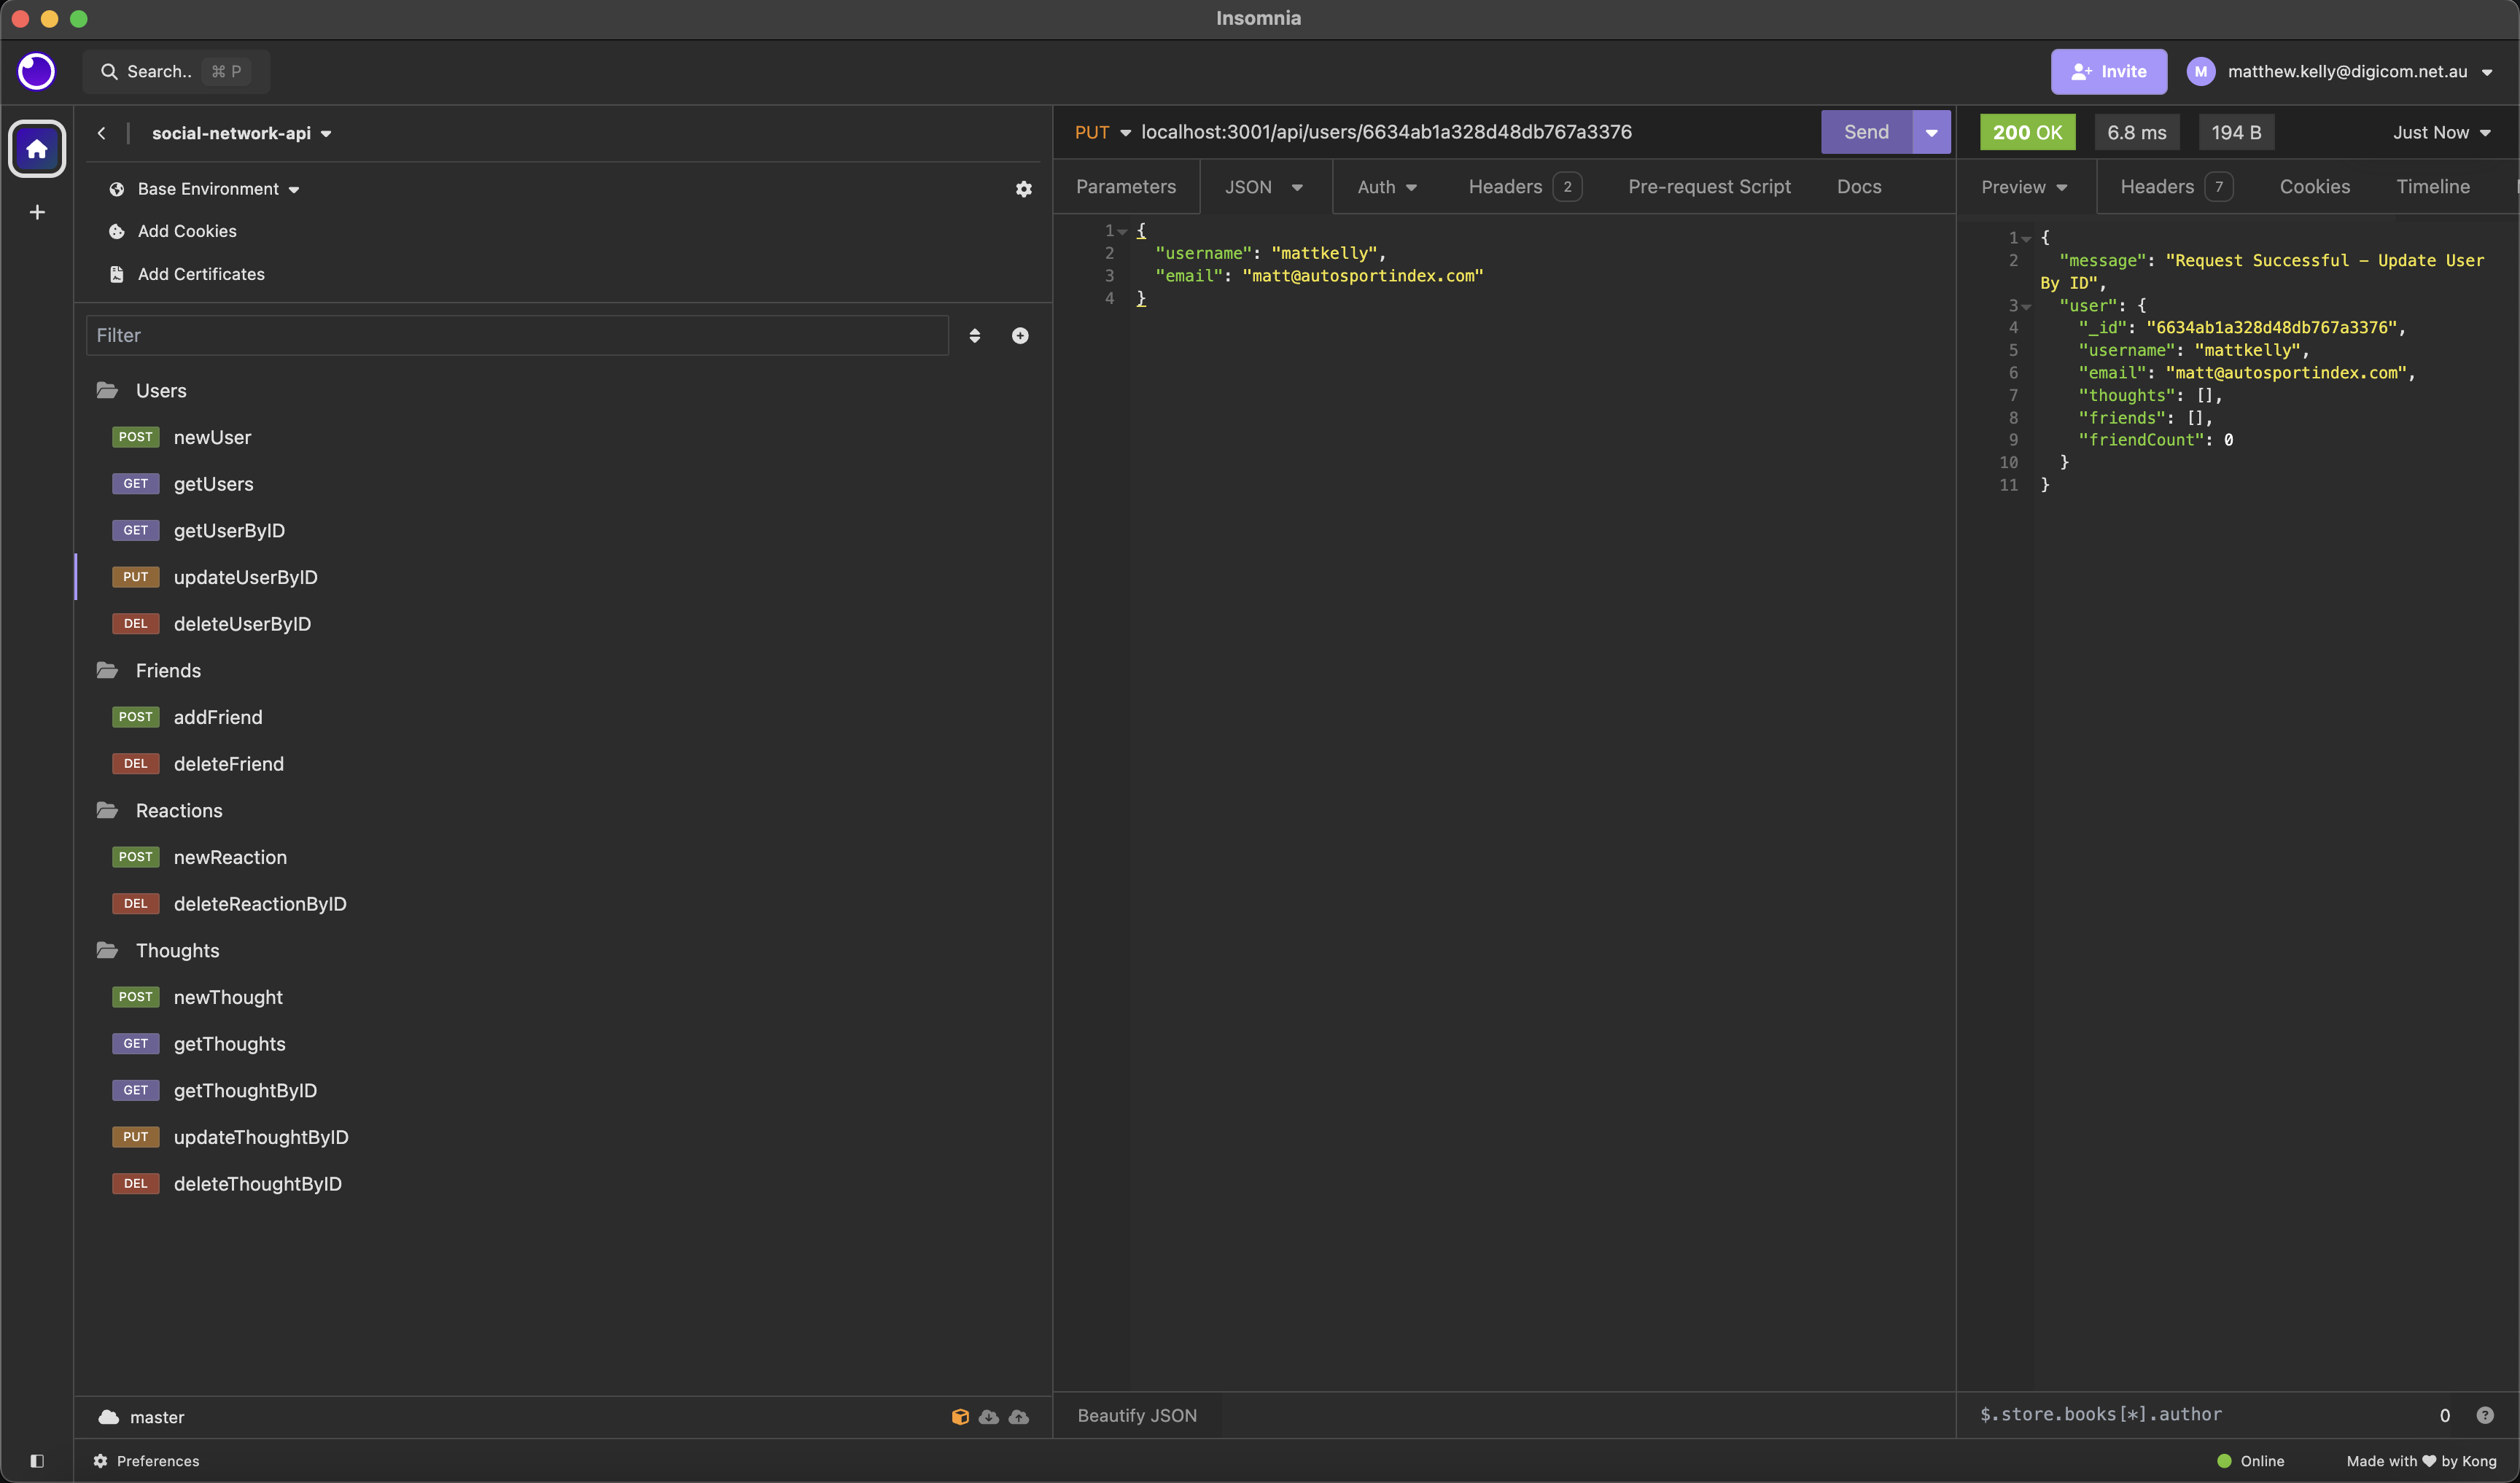 Insomnia
Search.. ⌘ P
Invite
M matthew.kelly@digicom.net.au
social-network-api
Base Environment
Add Cookies
Add Certificates
Filter
Users
POST newUser
GET getUsers
GET getUserByID
PUT updateUserByID
DEL deleteUserByID
Friends
POST addFriend
DEL deleteFriend
Reactions
POST newReaction
DEL deleteReactionByID
Thoughts
POST newThought
GET getThoughts
GET getThoughtByID
PUT updateThoughtByID
DEL deleteThoughtByID
master
Preferences
PUT localhost:3001/api/users/6634ab1a328d48db767a3376 Send
Parameters JSON Auth Headers 2 Pre-request Script Docs
1 {
2 "username": "mattkelly",
3 "email": "matt@autosportindex.com"
4 }
Beautify JSON
200 OK 6.8 ms 194 B Just Now
Preview Headers 7 Cookies Timeline
1 {
2 "message": "Request Successful – Update User
By ID",
3 "user": {
4 "_id": "6634ab1a328d48db767a3376",
5 "username": "mattkelly",
6 "email": "matt@autosportindex.com",
7 "thoughts": [],
8 "friends": [],
9 "friendCount": 0
10 }
11 }
$.store.books[*].author 0 ?
Online Made with ♥ by Kong